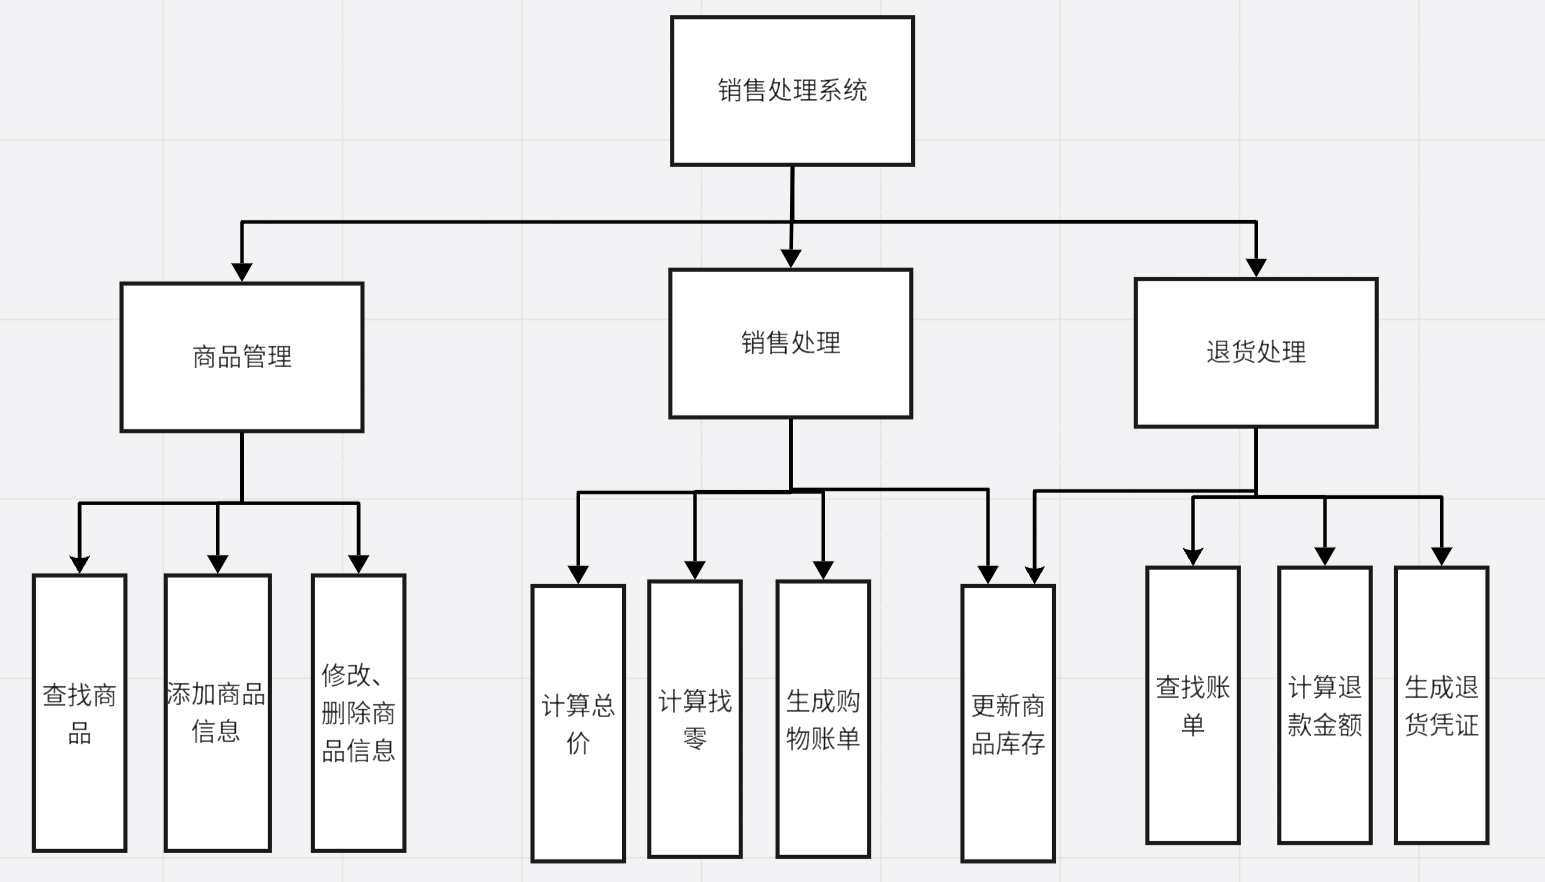 销售处理系统
商品管理
销售处理
退货处理
查找商
品
添加商品
信息
修改、
删除商
品信息
计算总
价
计算找
零
生成购
物账单
更新商
品库存
查找账
单
计算退
款金额
生成退
货凭证